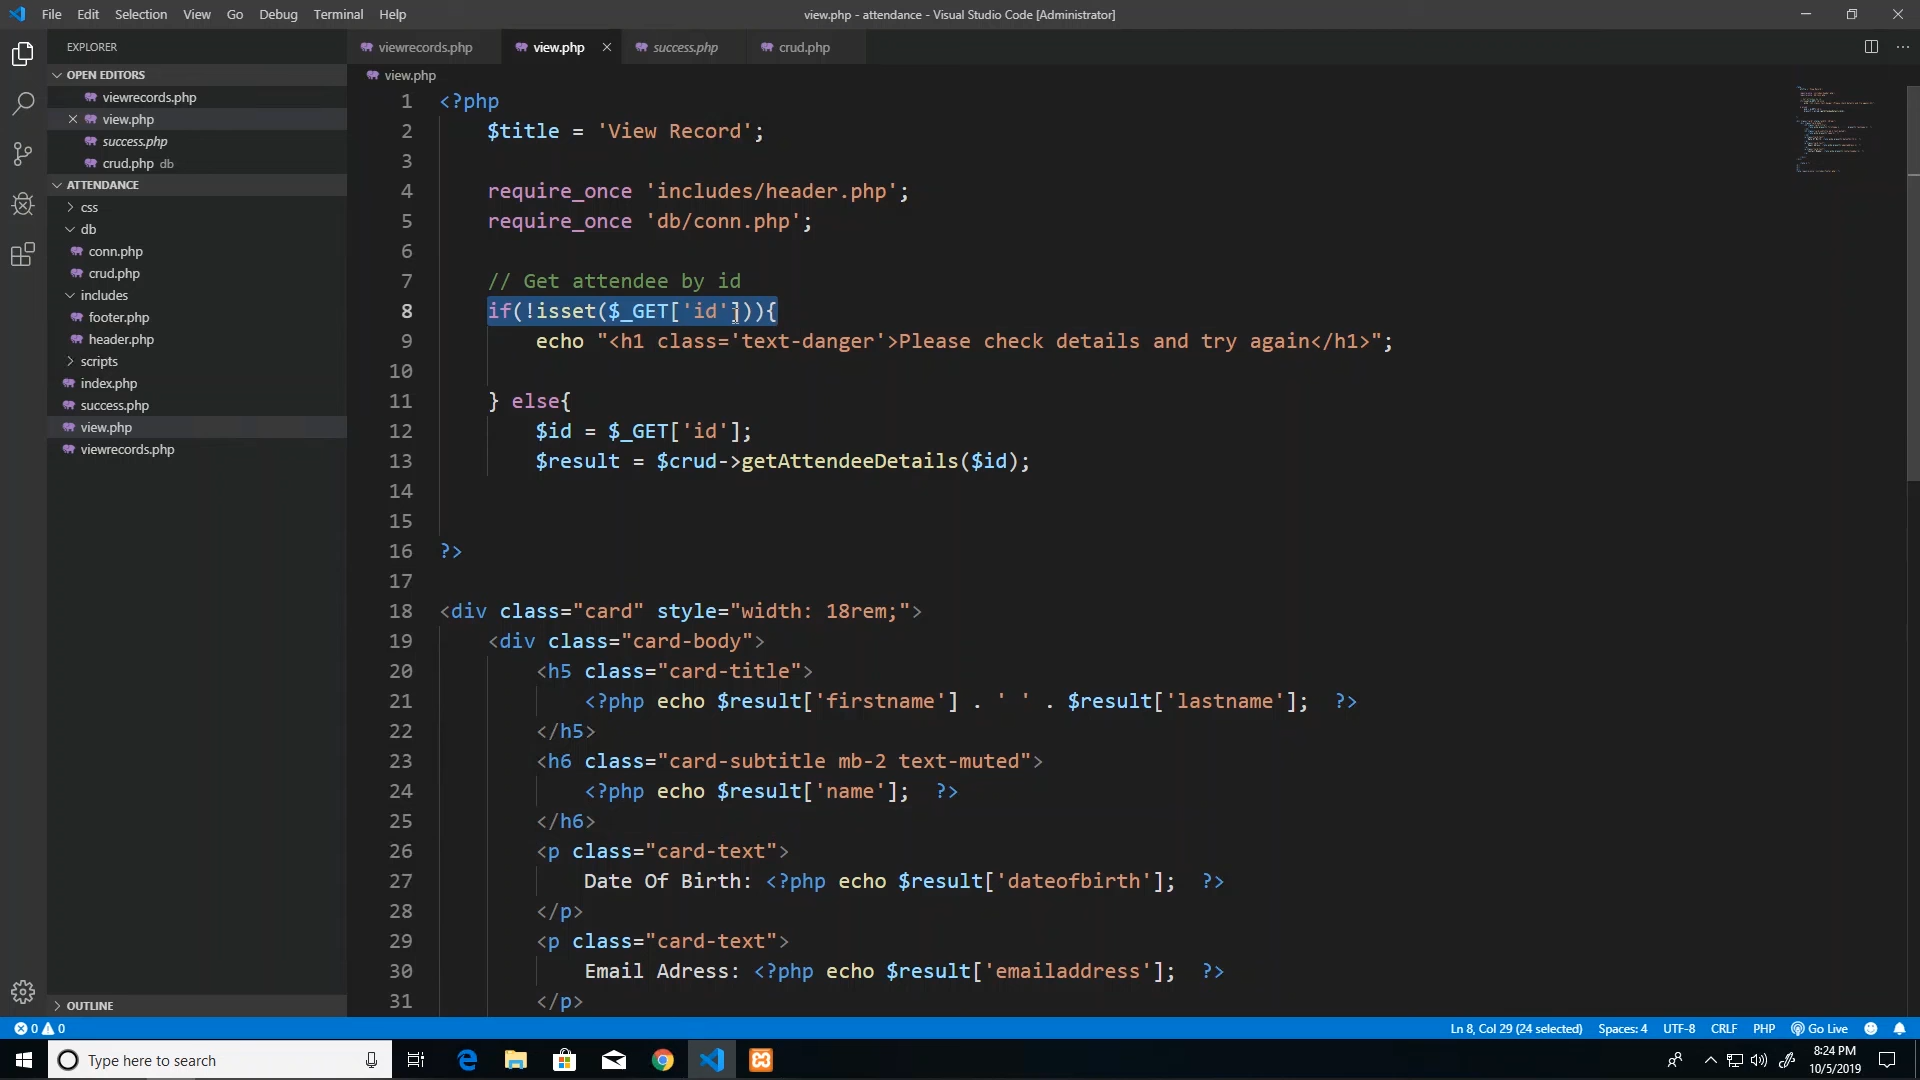 File Edit Selection View Go Debug Terminal Help
view.php - attendance - Visual Studio Code [Administrator]
EXPLORER
OPEN EDITORS
viewrecords.php
view.php
success.php
crud.php db
ATTENDANCE
css
db
conn.php
crud.php
includes
footer.php
header.php
scripts
index.php
success.php
view.php
viewrecords.php
OUTLINE
viewrecords.php view.php success.php crud.php
view.php
1 <?php
2 $title = 'View Record';
3
4 require_once 'includes/header.php';
5 require_once 'db/conn.php';
6
7 // Get attendee by id
8 if(!isset($_GET['id'])){
9 echo "<h1 class='text-danger'>Please check details and try again</h1>";
10
11 } else{
12 $id = $_GET['id'];
13 $result = $crud->getAttendeeDetails($id);
14
15
16 ?>
17
18 <div class="card" style="width: 18rem;">
19 <div class="card-body">
20 <h5 class="card-title">
21 <?php echo $result['firstname'] . ' ' . $result['lastname']; ?>
22 </h5>
23 <h6 class="card-subtitle mb-2 text-muted">
24 <?php echo $result['name']; ?>
25 </h6>
26 <p class="card-text">
27 Date Of Birth: <?php echo $result['dateofbirth']; ?>
28 </p>
29 <p class="card-text">
30 Email Adress: <?php echo $result['emailaddress']; ?>
31 </p>
0 0
Ln 8, Col 29 (24 selected) Spaces: 4 UTF-8 CRLF PHP Go Live
Type here to search
8:24 PM
10/5/2019